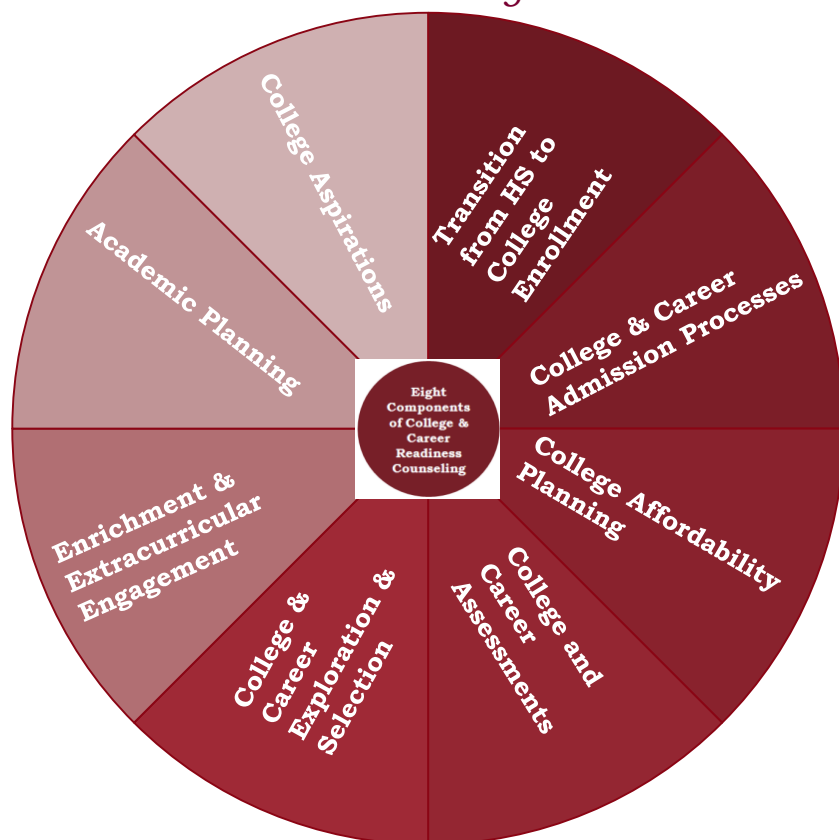 College Aspirations
Transition
from HS to
College
Enrollment
College & Career
Admission Processes
College Affordability
Planning
College and
Career
Assessments
College &
Career
Exploration &
Selection
Enrichment &
Extracurricular
Engagement
Academic Planning
Eight
Components
of College &
Career
Readiness
Counseling